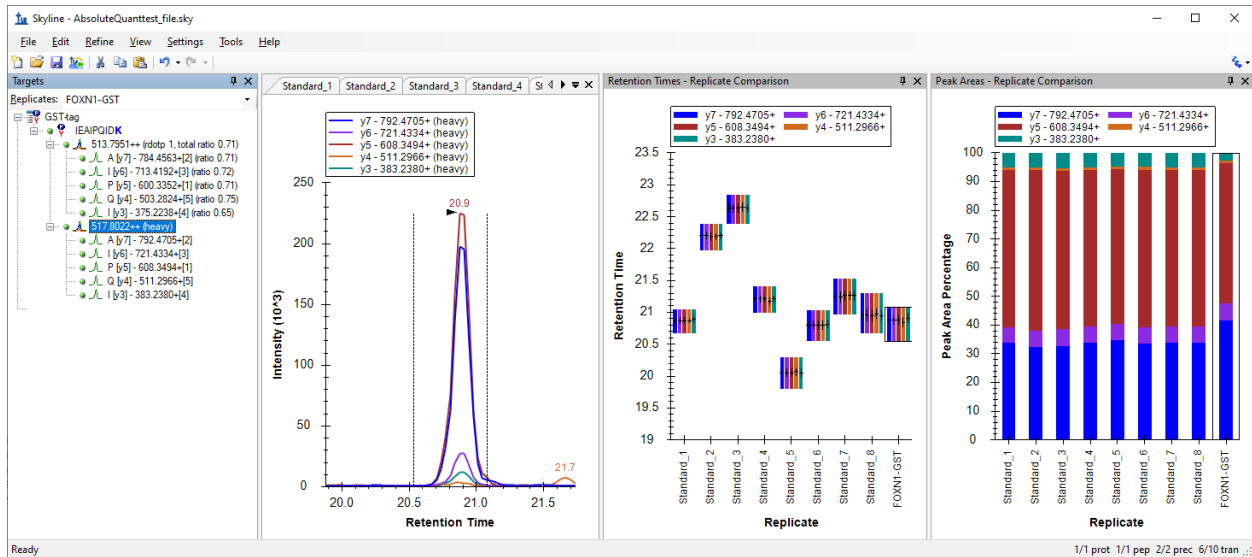 Skyline - AbsoluteQuanttest_file.sky
File Edit Refine View Settings Tools Help
Targets
Replicates: FOXN1-GST
GST-tag
IEAIPQIDK
513.7951++ (rdotp 1, total ratio 0.71)
A [y7] - 784.4563+[2] (ratio 0.71)
I [y6] - 713.4192+[3] (ratio 0.72)
P [y5] - 600.3352+[1] (ratio 0.71)
Q [y4] - 503.2824+[5] (ratio 0.75)
I [y3] - 375.2238+[4] (ratio 0.65)
517.8022++ (heavy)
A [y7] - 792.4705+[2]
I [y6] - 721.4334+[3]
P [y5] - 608.3494+[1]
Q [y4] - 511.2966+[5]
I [y3] - 383.2380+[4]
Standard_1 Standard_2 Standard_3 Standard_4 St
y7 - 792.4705+ (heavy)
y6 - 721.4334+ (heavy)
y5 - 608.3494+ (heavy)
y4 - 511.2966+ (heavy)
y3 - 383.2380+ (heavy)
Intensity (10^3)
250
200
150
100
50
0
20.9
21.7
20.0 20.5 21.0 21.5
Retention Time
Retention Times - Replicate Comparison
y7 - 792.4705+ y6 - 721.4334+
y5 - 608.3494+ y4 - 511.2966+
y3 - 383.2380+
Retention Time
23.5
23
22.5
22
21.5
21
20.5
20
19.5
19
Standard_1 Standard_2 Standard_3 Standard_4 Standard_5 Standard_6 Standard_7 Standard_8 FOXN1-GST
Replicate
Peak Areas - Replicate Comparison
y7 - 792.4705+ y6 - 721.4334+
y5 - 608.3494+ y4 - 511.2966+
y3 - 383.2380+
Peak Area Percentage
100
90
80
70
60
50
40
30
20
10
0
Standard_1 Standard_2 Standard_3 Standard_4 Standard_5 Standard_6 Standard_7 Standard_8 FOXN1-GST
Replicate
Ready
1/1 prot 1/1 pep 2/2 prec 6/10 tran